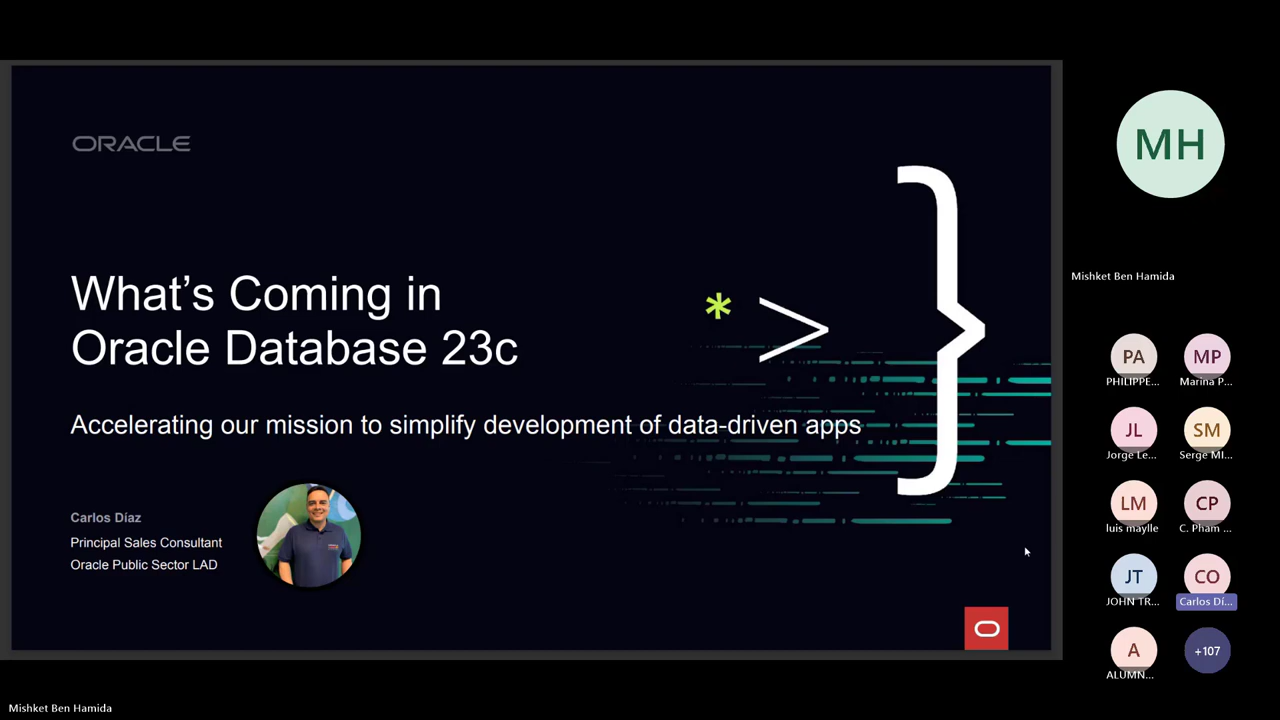 ORACLE
What's Coming in
Oracle Database 23c
* > }
Accelerating our mission to simplify development of data-driven apps
Carlos Díaz
Principal Sales Consultant
Oracle Public Sector LAD
MH
Mishket Ben Hamida
PA
MP
PHILIPPE...
Marina P...
JL
SM
Jorge Le...
Serge MI...
LM
CP
luis maylle
C. Pham ...
JT
CO
JOHN TR...
Carlos Dí...
A
+107
ALUMN...
Mishket Ben Hamida